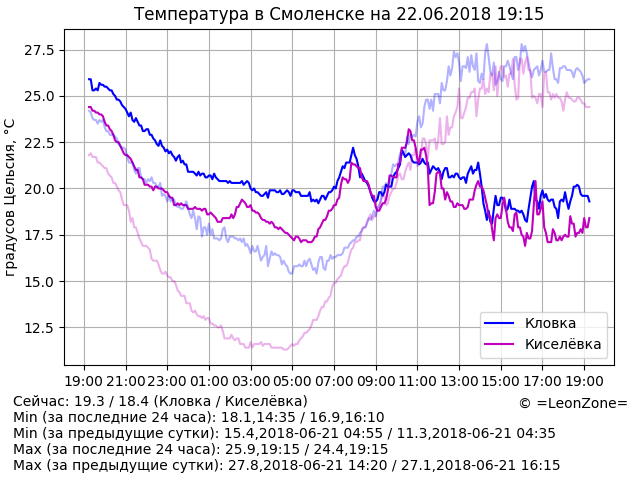 Температура в Смоленске на 22.06.2018 19:15
27.5
25.0
22.5
20.0
17.5
15.0
12.5
градусов Цельсия, °C
Кловка
Киселёвка
19:00 21:00 23:00 01:00 03:00 05:00 07:00 09:00 11:00 13:00 15:00 17:00 19:00
© =LeonZone=
Сейчас: 19.3 / 18.4 (Кловка / Киселёвка)
Min (за последние 24 часа): 18.1,14:35 / 16.9,16:10
Min (за предыдущие сутки): 15.4,2018-06-21 04:55 / 11.3,2018-06-21 04:35
Max (за последние 24 часа): 25.9,19:15 / 24.4,19:15
Max (за предыдущие сутки): 27.8,2018-06-21 14:20 / 27.1,2018-06-21 16:15